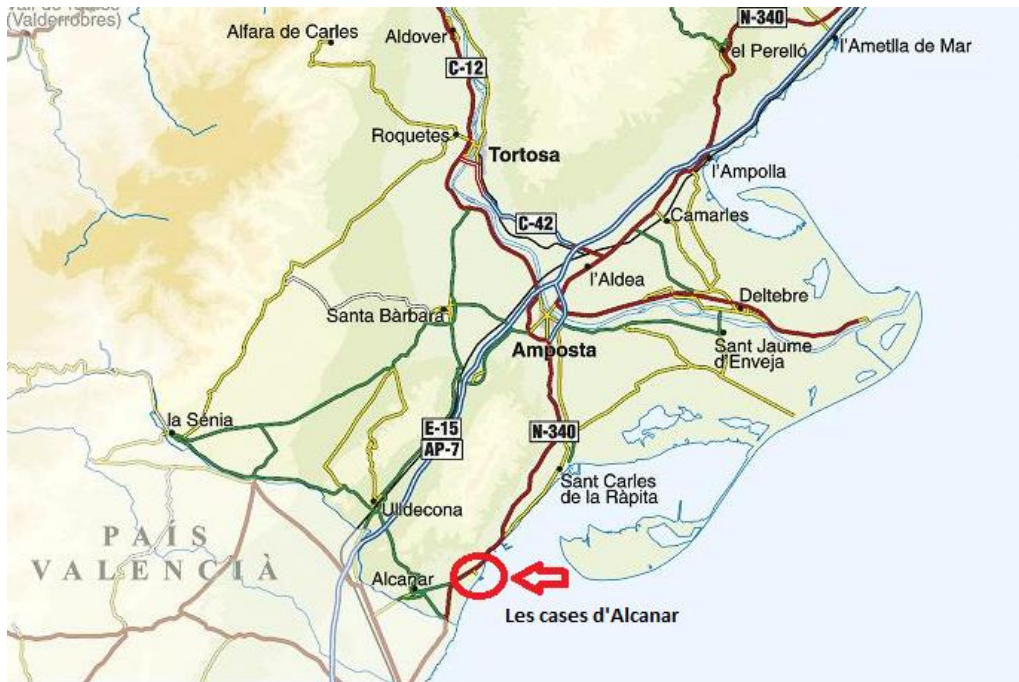 (Valderrobres)
Alfara de Carles
Aldover
N-340
el Perelló
l'Ametlla de Mar
C-12
Roquetes
Tortosa
l'Ampolla
Camarles
C-42
l'Aldea
Deltebre
Santa Bàrbara
Amposta
Sant Jaume
d'Enveja
la Sénia
E-15
AP-7
N-340
Sant Carles
de la Ràpita
Ulldecona
PAÍS
VALENCIÀ
Alcanar
Les cases d'Alcanar